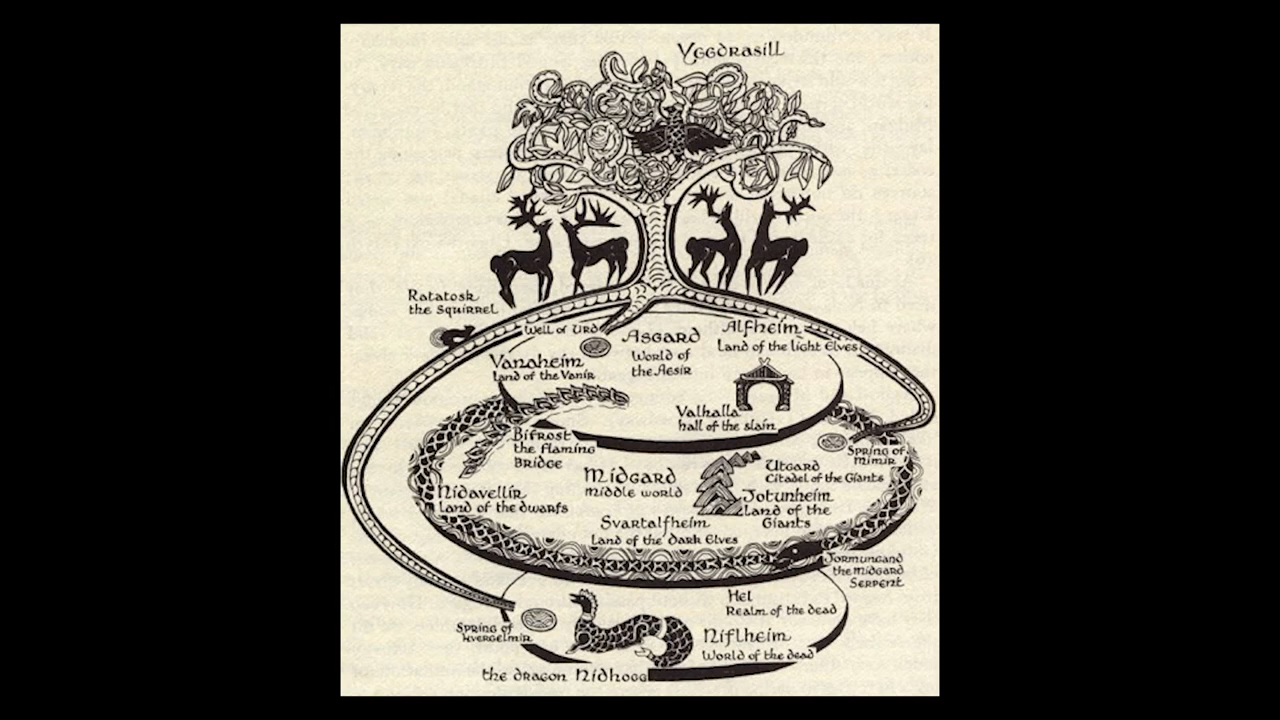 Yggdrasill
Ratatosk
the Squirrel
Well of Urd
Asgard
World of
the Aesir
Alfheim
Land of the light Elves
Vanaheim
Land of the Vanir
Valhalla
hall of the slain
Bifrost
the flaming
Bridge
Spring of
Mimir
Midgard
middle world
Utgard
Citadel of the Giants
Nidavellir
Land of the dwarfs
Jotunheim
Land of the
Giants
Svartalfheim
Land of the dark Elves
Jormungand
the Midgard
Serpent
Hel
Realm of the dead
Spring of
Hvergelmir
Niflheim
World of the dead
the dragon Nidhogg